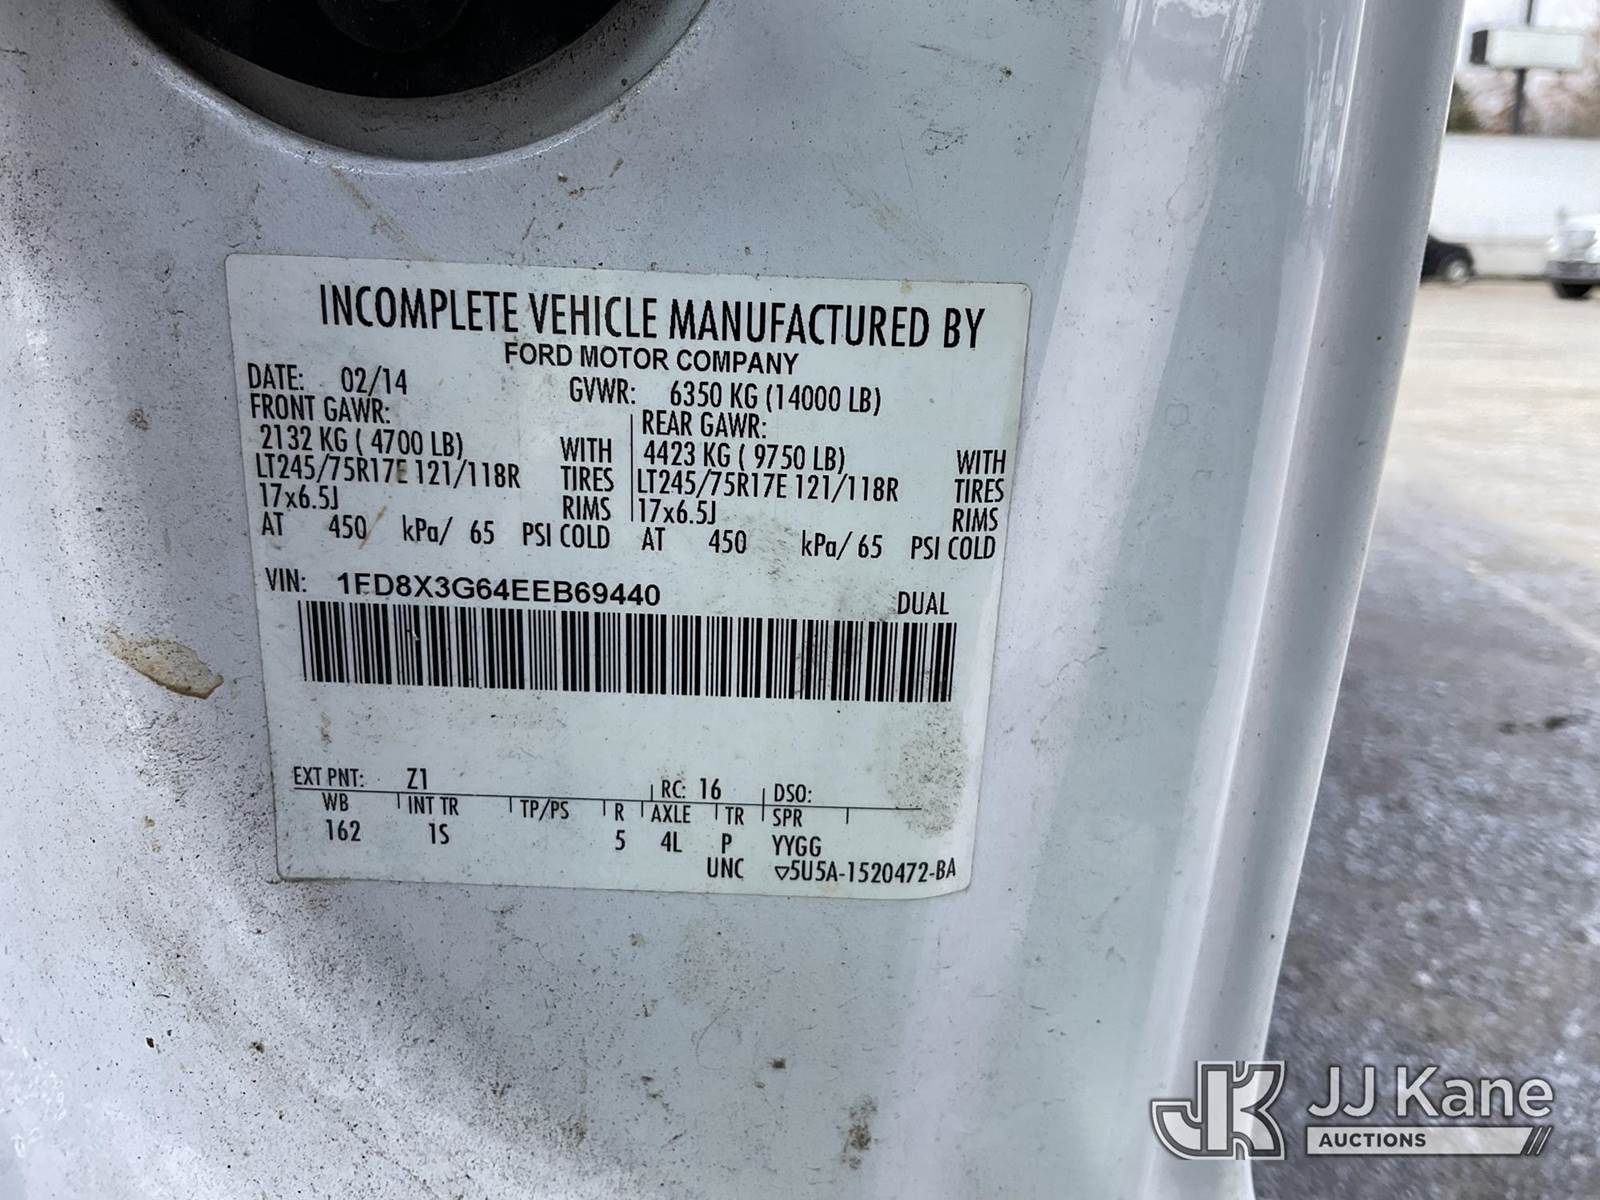 INCOMPLETE VEHICLE MANUFACTURED BY
FORD MOTOR COMPANY
DATE: 02/14 GVWR: 6350 KG (14000 LB)
FRONT GAWR: REAR GAWR:
2132 KG ( 4700 LB) WITH 4423 KG ( 9750 LB) WITH
LT245/75R17E 121/118R TIRES LT245/75R17E 121/118R TIRES
17x6.5J RIMS 17x6.5J RIMS
AT 450 kPa/ 65 PSI COLD AT 450 kPa/ 65 PSI COLD
VIN: 1FD8X3G64EEB69440 DUAL
EXT PNT: Z1 RC: 16 DSO:
WB INT TR TP/PS R AXLE TR SPR
162 1S 5 4L P YYGG
UNC ▽5U5A-1520472-BA
JK JJ Kane
AUCTIONS